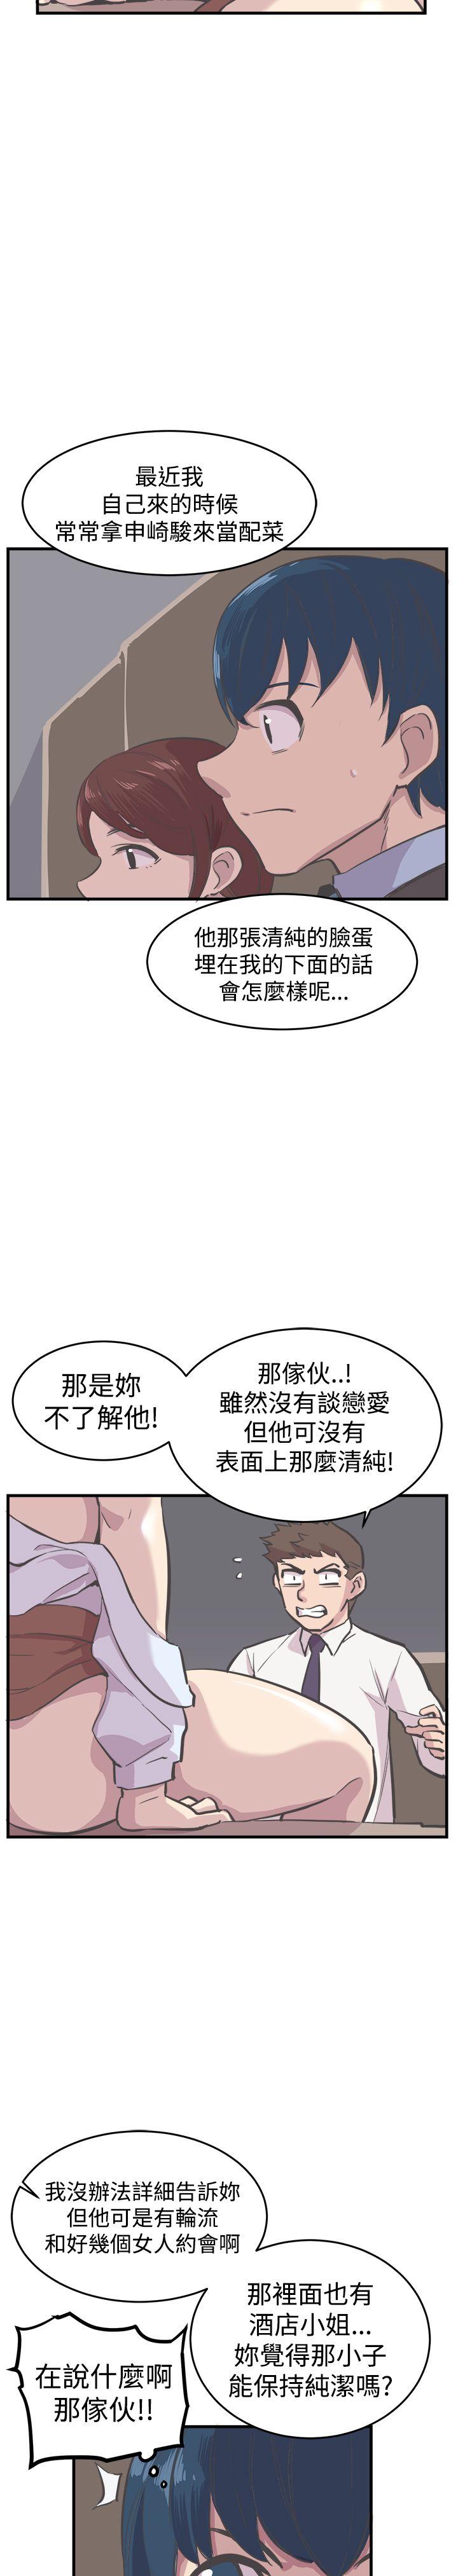 最近我
自己來的時候
常常拿申崎駿來當配菜
他那張清純的臉蛋
埋在我的下面的話
會怎麼樣呢...
那是妳
不了解他!
那傢伙..!
雖然沒有談戀愛
但他可沒有
表面上那麼清純!
我沒辦法詳細告訴妳
但他可是有輪流
和好幾個女人約會啊
那裡面也有
酒店小姐...
妳覺得那小子
能保持純潔嗎?
在說什麼啊
那傢伙!!